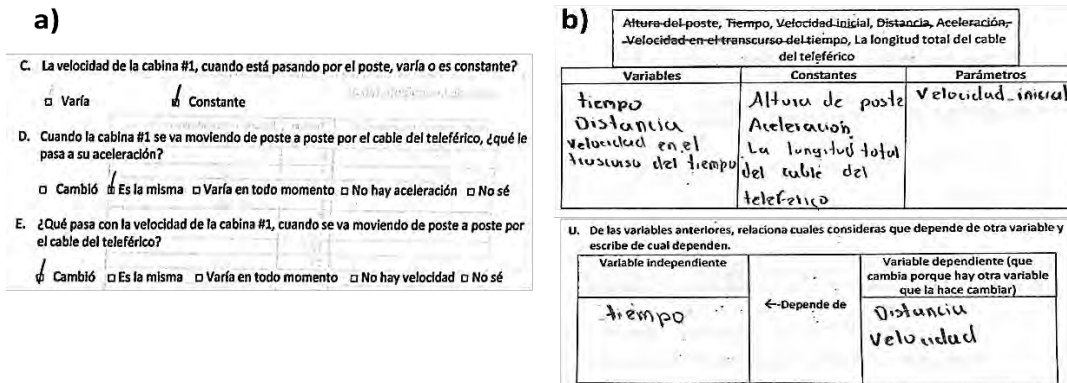 a)
C. La velocidad de la cabina #1, cuando está pasando por el poste, varía o es constante?
Varía Constante
D. Cuando la cabina #1 se va moviendo de poste a poste por el cable del teleférico, ¿qué le
pasa a su aceleración?
Cambió Es la misma Varía en todo momento No hay aceleración No sé
E. ¿Qué pasa con la velocidad de la cabina #1, cuando se va moviendo de poste a poste por
el cable del teleférico?
Cambió Es la misma Varía en todo momento No hay velocidad No sé
b)
Altura del poste, Tiempo, Velocidad inicial, Distancia, Aceleración,
Velocidad en el transcurso del tiempo, La longitud total del cable
del teleférico
Variables Constantes Parámetros
tiempo
Distancia
velocidad en el
trascurso del tiempo
Altura de poste
Aceleración
La longitud total
del cable del
teleferico
Velocidad inicial
U. De las variables anteriores, relaciona cuales consideras que depende de otra variable y
escribe de cual dependen.
Variable independiente
←-Depende de
Variable dependiente (que
cambia porque hay otra variable
que la hace cambiar)
tiempo
Distancia
Velocidad